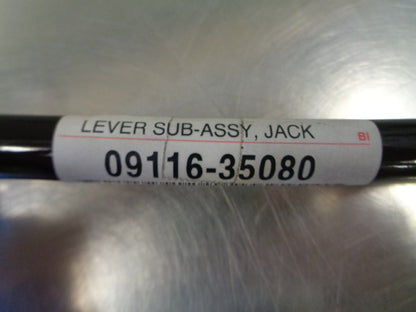 LEVER SUB-ASSY, JACK
BI
09116-35080